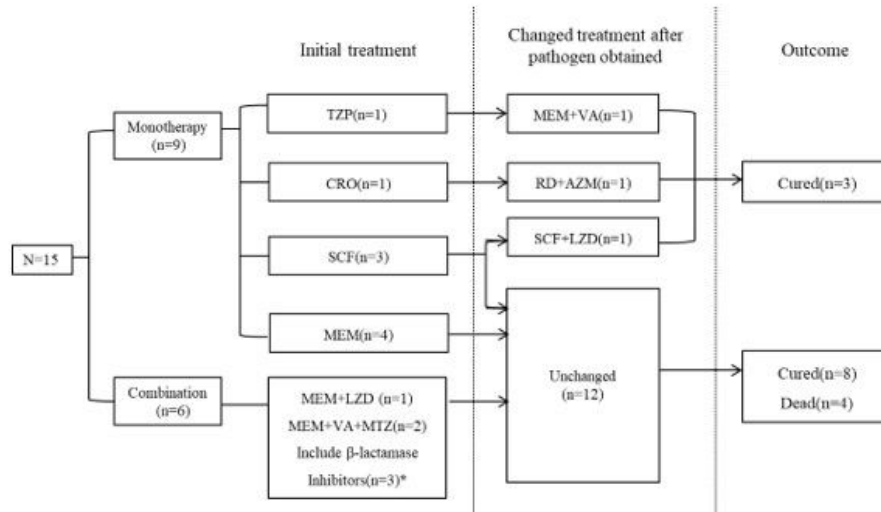 Initial treatment
Changed treatment after
pathogen obtained
Outcome
N=15
Monotherapy
(n=9)
Combination
(n=6)
TZP(n=1)
CRO(n=1)
SCF(n=3)
MEM(n=4)
MEM+LZD (n=1)
MEM+VA+MTZ(n=2)
Include β-lactamase
Inhibitors(n=3)*
MEM+VA(n=1)
RD+AZM(n=1)
SCF+LZD(n=1)
Unchanged
(n=12)
Cured(n=3)
Cured(n=8)
Dead(n=4)